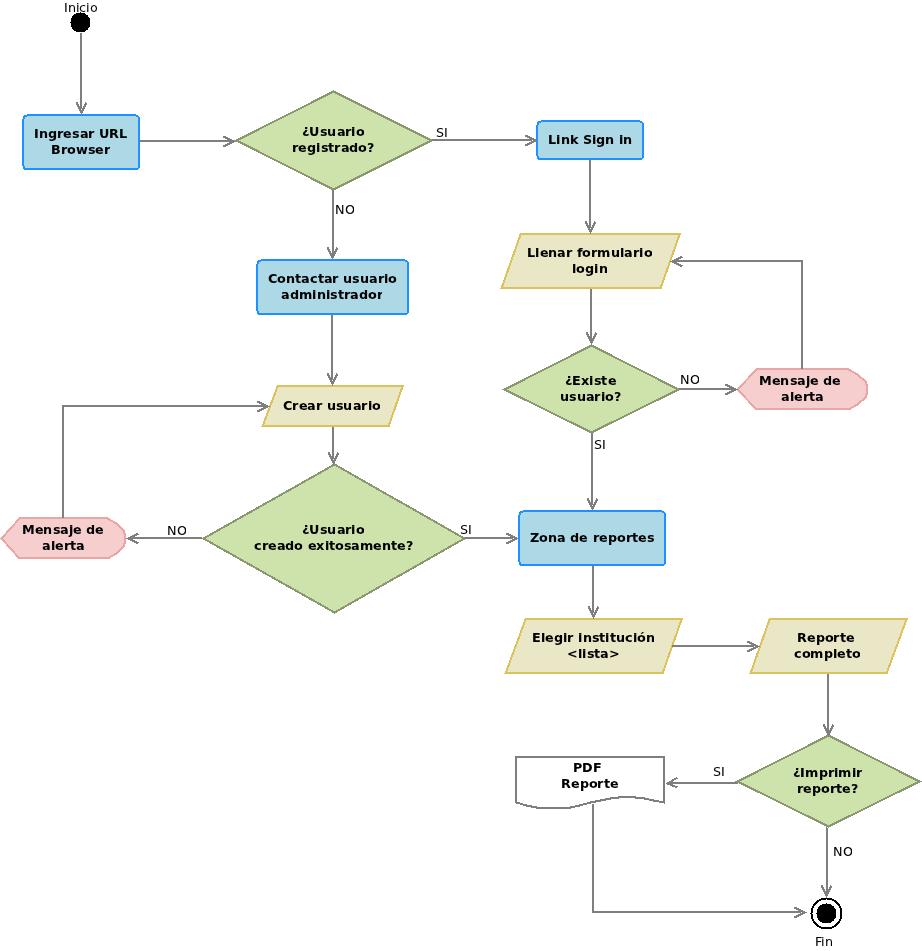 Inicio
Ingresar URL
Browser
¿Usuario
registrado?
SI
Link Sign in
NO
Contactar usuario
administrador
Llenar formulario
login
¿Existe
usuario?
NO
Mensaje de
alerta
SI
Crear usuario
¿Usuario
creado exitosamente?
NO
Mensaje de
alerta
SI
Zona de reportes
Elegir Institución
<lista>
Reporte
completo
¿Imprimir
reporte?
SI
PDF
Reporte
NO
Fin